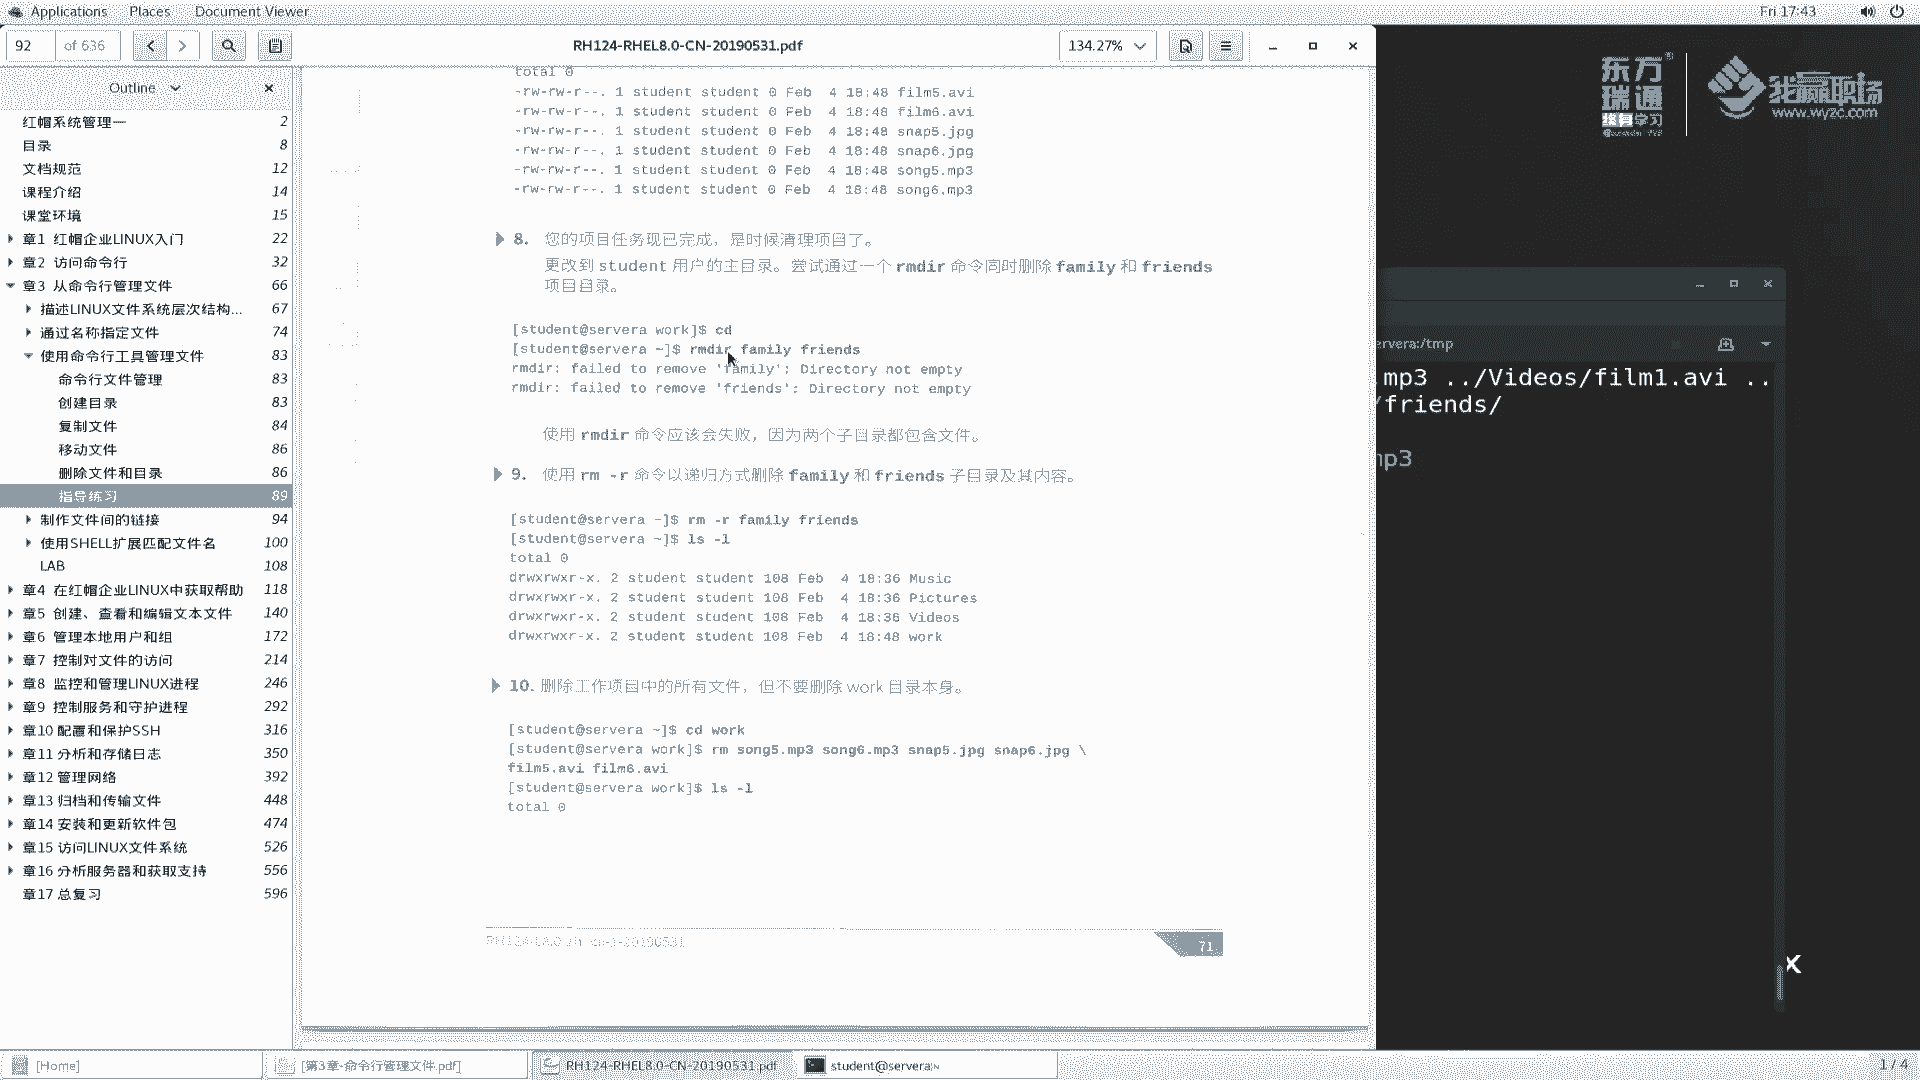 Applications Places Document Viewer
Fri 17:43
92 of 636
RH124-RHEL8.0-CN-20190531.pdf
134.27%
Outline
红帽系统管理一 2
目录 8
文档规范 12
课程介绍 14
课堂环境 15
章1 红帽企业LINUX入门 22
章2 访问命令行 32
章3 从命令行管理文件 66
描述LINUX文件系统层次结构... 67
通过名称指定文件 74
使用命令行工具管理文件 83
命令行文件管理 83
创建目录 83
复制文件 84
移动文件 86
删除文件和目录 86
指导练习 89
制作文件间的链接 94
使用SHELL扩展匹配文件名 100
LAB 108
章4 在红帽企业LINUX中获取帮助 118
章5 创建、查看和编辑文本文件 140
章6 管理本地用户和组 172
章7 控制对文件的访问 214
章8 监控和管理LINUX进程 246
章9 控制服务和守护进程 292
章10 配置和保护SSH 316
章11 分析和存储日志 350
章12 管理网络 392
章13 归档和传输文件 448
章14 安装和更新软件包 474
章15 访问LINUX文件系统 526
章16 分析服务器和获取支持 556
章17 总复习 596
total 0
-rw-rw-r--. 1 student student 0 Feb 4 18:48 film5.avi
-rw-rw-r--. 1 student student 0 Feb 4 18:48 film6.avi
-rw-rw-r--. 1 student student 0 Feb 4 18:48 snap5.jpg
-rw-rw-r--. 1 student student 0 Feb 4 18:48 snap6.jpg
-rw-rw-r--. 1 student student 0 Feb 4 18:48 song5.mp3
-rw-rw-r--. 1 student student 0 Feb 4 18:48 song6.mp3
8. 您的项目任务现已完成，是时候清理项目了。
更改到 student 用户的主目录。尝试通过一个 rmdir 命令同时删除 family 和 friends
项目目录。
[student@servera work]$ cd
[student@servera ~]$ rmdir family friends
rmdir: failed to remove 'family': Directory not empty
rmdir: failed to remove 'friends': Directory not empty
使用 rmdir 命令应该会失败，因为两个子目录都包含文件。
9. 使用 rm -r 命令以递归方式删除 family 和 friends 子目录及其内容。
[student@servera ~]$ rm -r family friends
[student@servera ~]$ ls -l
total 0
drwxrwxr-x. 2 student student 108 Feb 4 18:36 Music
drwxrwxr-x. 2 student student 108 Feb 4 18:36 Pictures
drwxrwxr-x. 2 student student 108 Feb 4 18:36 Videos
drwxrwxr-x. 2 student student 108 Feb 4 18:48 work
10. 删除工作项目中的所有文件，但不要删除 work 目录本身。
[student@servera ~]$ cd work
[student@servera work]$ rm song5.mp3 song6.mp3 snap5.jpg snap6.jpg \
film5.avi film6.avi
[student@servera work]$ ls -l
total 0
71
东方瑞通
终身学习
我赢职场
www.wyzc.com
ervera:/tmp
mp3 ../Videos/film1.avi ..
/friends/
mp3
x
[Home]
[第3章-命令行管理文件.pdf]
RH124-RHEL8.0-CN-20190531.pdf
student@servera:~
1 / 4